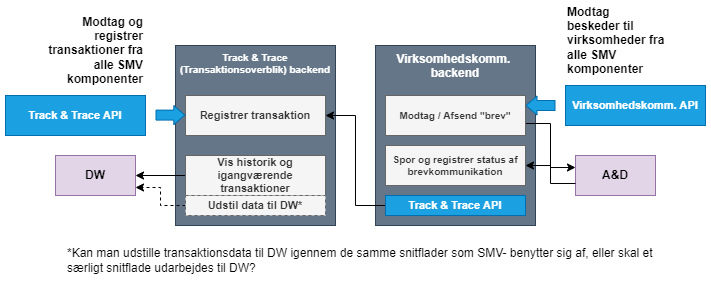 Modtag og
registrer
transaktioner fra
alle SMV
komponenter
Track & Trace API
DW
Track & Trace
(Transaktionsoverblik) backend
Registrer transaktion
Vis historik og
igangværende
transaktioner
Udstil data til DW*
Virksomhedskomm.
backend
Modtag / Afsend "brev"
Spor og registrer status af
brevkommunikation
Track & Trace API
Modtag
beskeder til
virksomheder fra
alle SMV
komponenter
Virksomhedskomm. API
A&D
*Kan man udstille transaktionsdata til DW igennem de samme snitflader som SMV- benytter sig af, eller skal et
særligt snitflade udarbejdes til DW?